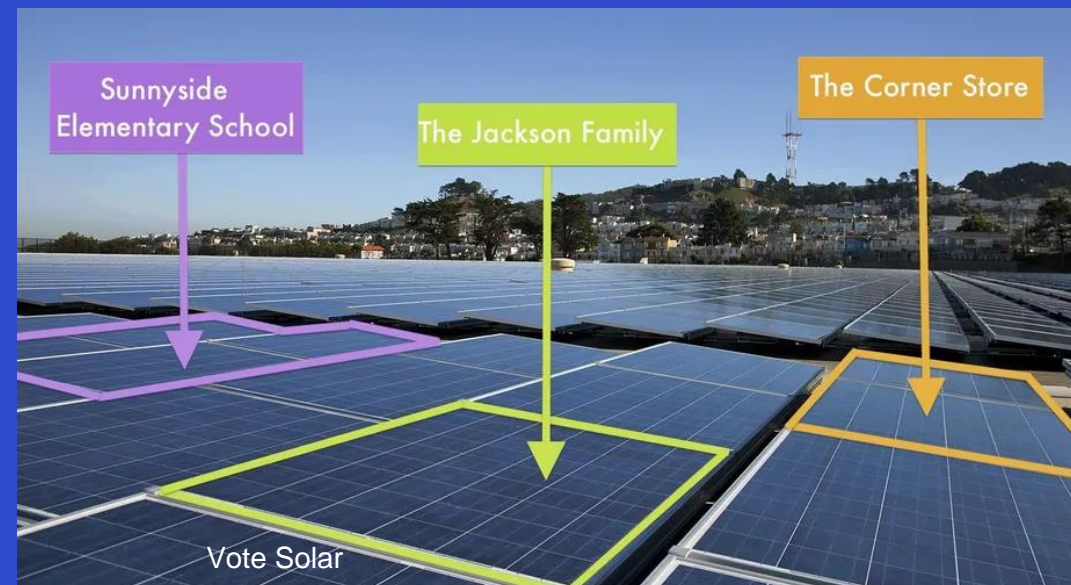 Sunnyside
Elementary School
The Jackson Family
The Corner Store
Vote Solar